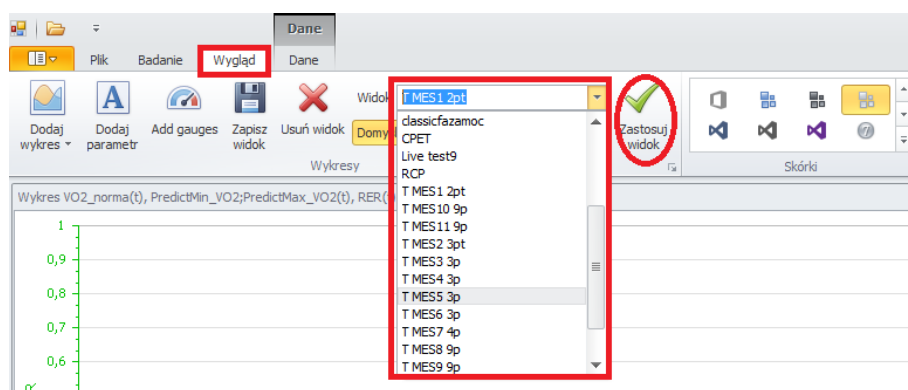 Dane
Plik Badanie Wygląd Dane
Dodaj wykres
Dodaj parametr
Add gauges
Zapisz widok
Usuń widok
Widok T MES1 2pt
Wykresy
classicfazamoc
CPET
Live test9
RCP
T MES1 2pt
T MES10 9p
T MES11 9p
T MES2 3pt
T MES3 3p
T MES4 3p
T MES5 3p
T MES6 3p
T MES7 4p
T MES8 9p
T MES9 9p
Zastosuj widok
Skórki
Wykres VO2_norma(t), PredictMin_VO2;PredictMax_VO2(t), RER(
1
0,9
0,8
0,7
0,6